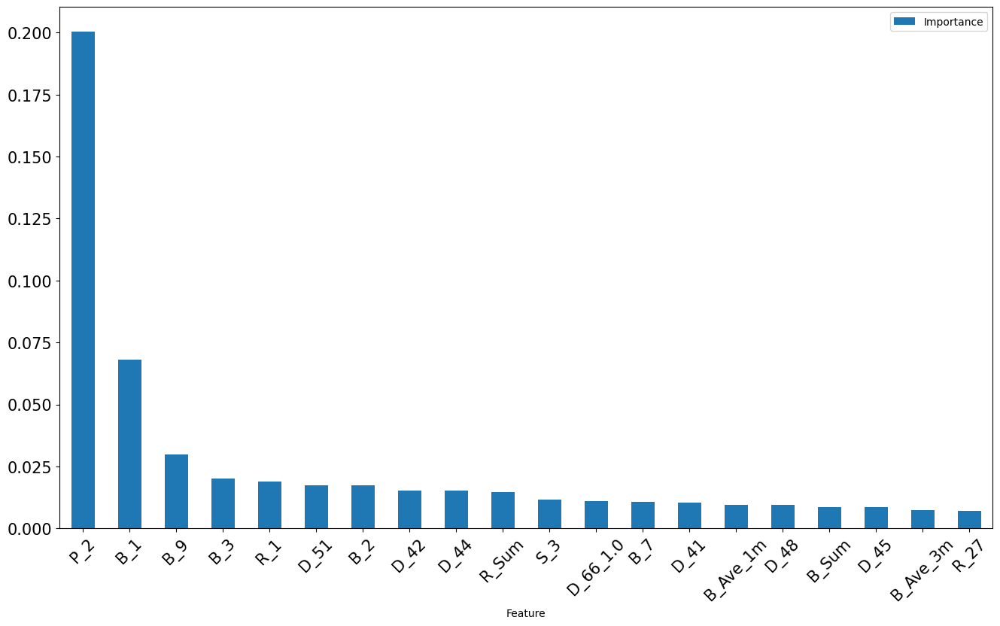 Importance
0.200
0.175
0.150
0.125
0.100
0.075
0.050
0.025
0.000
P_2
B_1
B_9
B_3
R_1
D_51
B_2
D_42
D_44
R_Sum
S_3
D_66_1.0
B_7
D_41
B_Ave_1m
D_48
B_Sum
D_45
B_Ave_3m
R_27
Feature